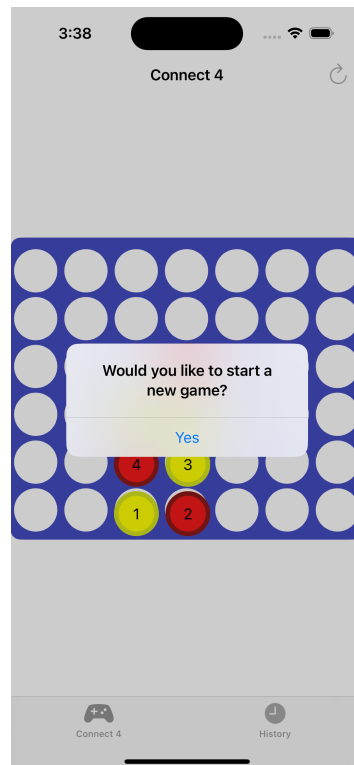 3:38
Connect 4
Would you like to start a
new game?
Yes
4 3
1 2
Connect 4 History